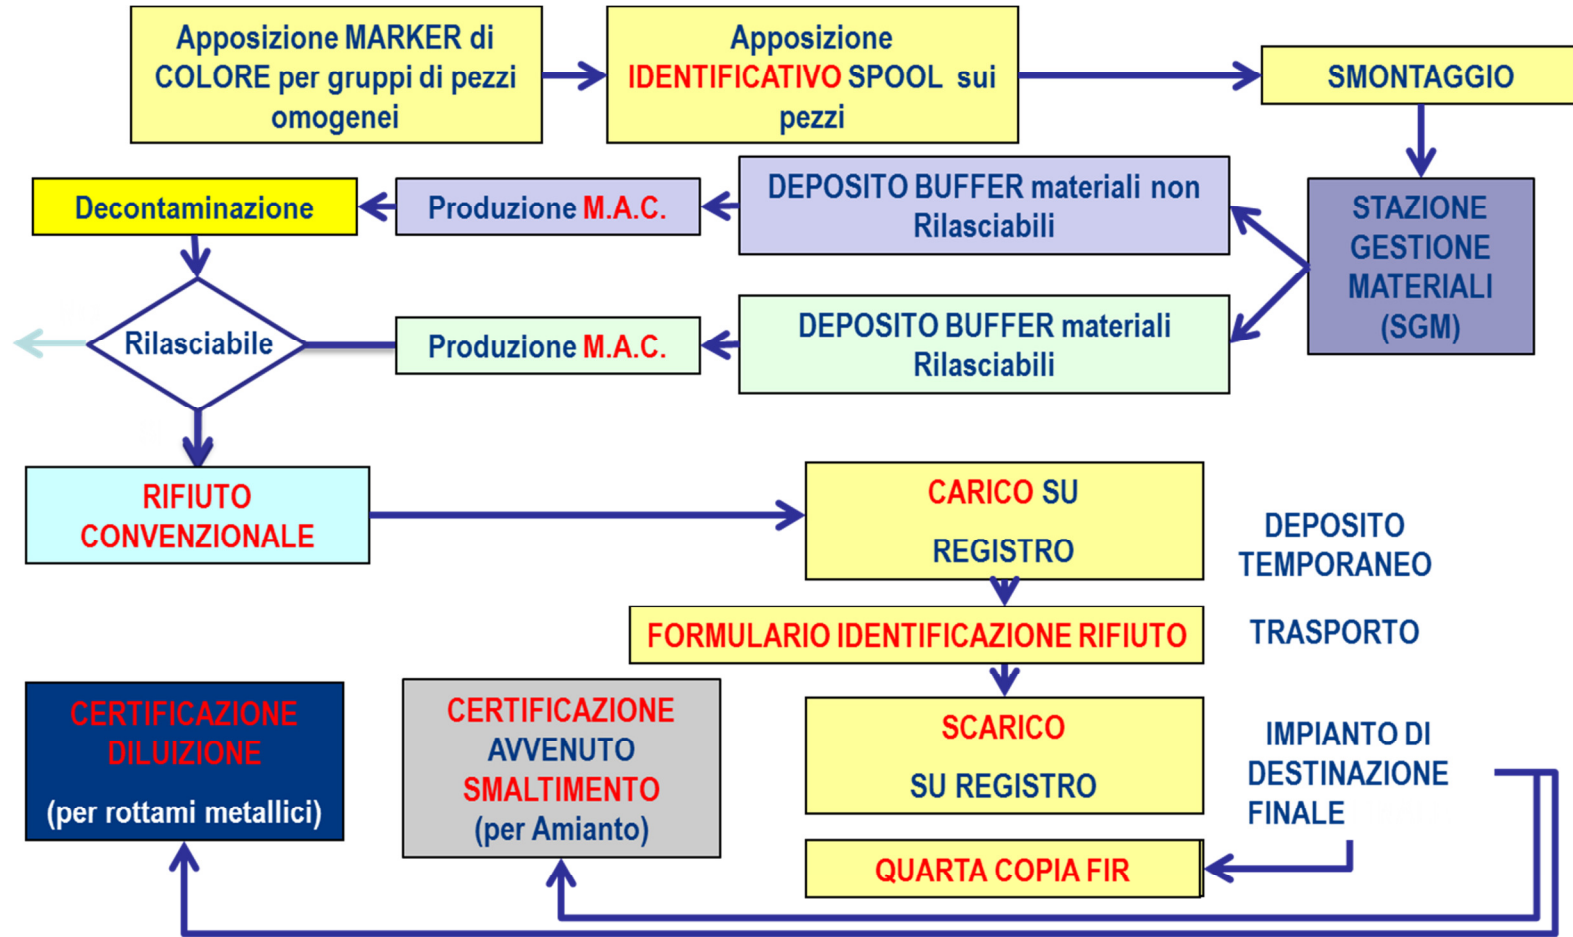 Apposizione MARKER di
COLORE per gruppi di pezzi
omogenei
Apposizione
IDENTIFICATIVO SPOOL sui
pezzi
SMONTAGGIO
Decontaminazione
Produzione M.A.C.
DEPOSITO BUFFER materiali non
Rilasciabili
STAZIONE
GESTIONE
MATERIALI
(SGM)
Rilasciabile
Produzione M.A.C.
DEPOSITO BUFFER materiali
Rilasciabili
RIFIUTO
CONVENZIONALE
CARICO SU
REGISTRO
DEPOSITO
TEMPORANEO
FORMULARIO IDENTIFICAZIONE RIFIUTO
TRASPORTO
CERTIFICAZIONE
DILUIZIONE
(per rottami metallici)
CERTIFICAZIONE
AVVENUTO
SMALTIMENTO
(per Amianto)
SCARICO
SU REGISTRO
IMPIANTO DI
DESTINAZIONE
FINALE
QUARTA COPIA FIR